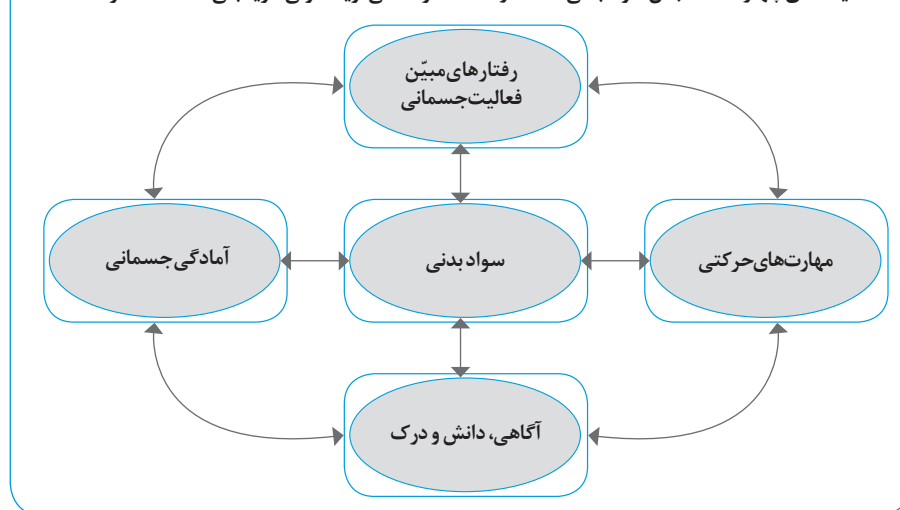 رفتارهای مبیّن
فعالیت جسمانی
مهارت‌های حرکتی
سواد بدنی
آمادگی جسمانی
آگاهی، دانش و درک